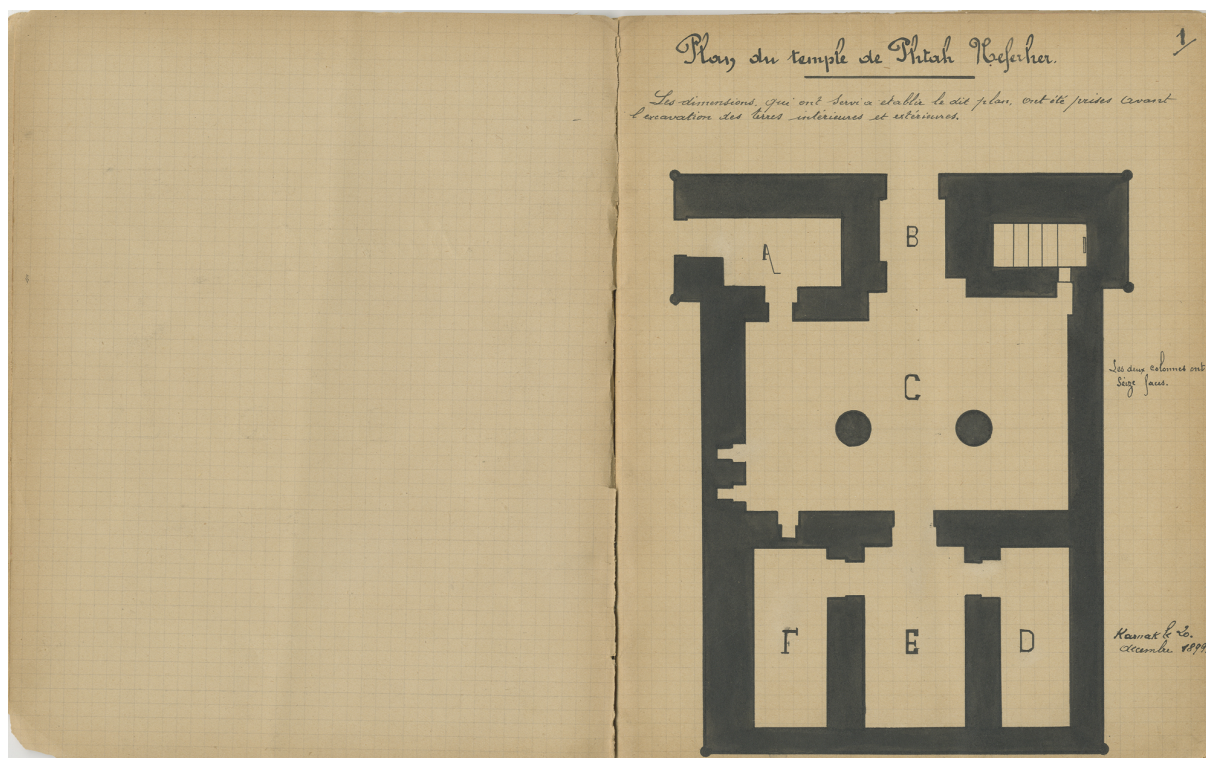 1
Plan du temple de Phtah Neferher.
Les dimensions, qui ont servi a etablir le dit plan, ont été prises avant
l'excavation des terres intérieures et extérieures.
A
B
C
Les deux colonnes ont
Seize faces.
F
E
D
Karnak le 20.
décembre 1899